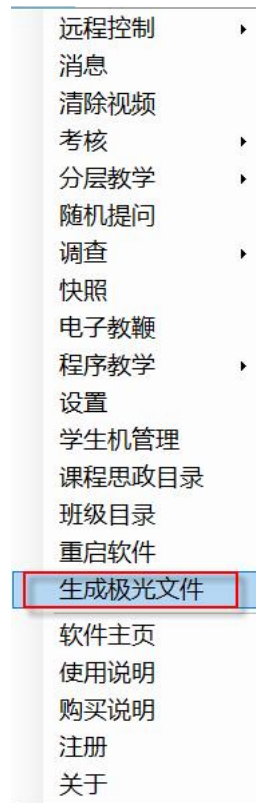 远程控制
消息
清除视频
考核
分层教学
随机提问
调查
快照
电子教鞭
程序教学
设置
学生机管理
课程思政目录
班级目录
重启软件
生成极光文件
软件主页
使用说明
购买说明
注册
关于